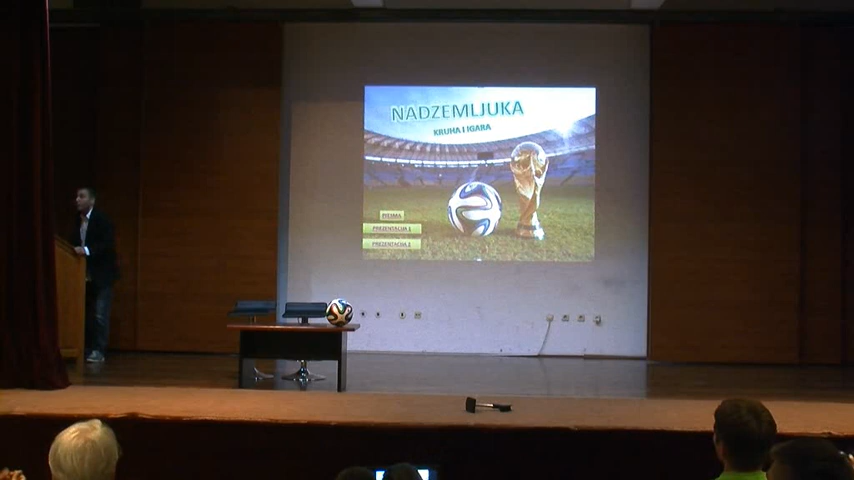 NADZEMLJUKA
KRUHA I IGARA
PJESMA
PREZENTACIJA 1
PREZENTACIJA 2